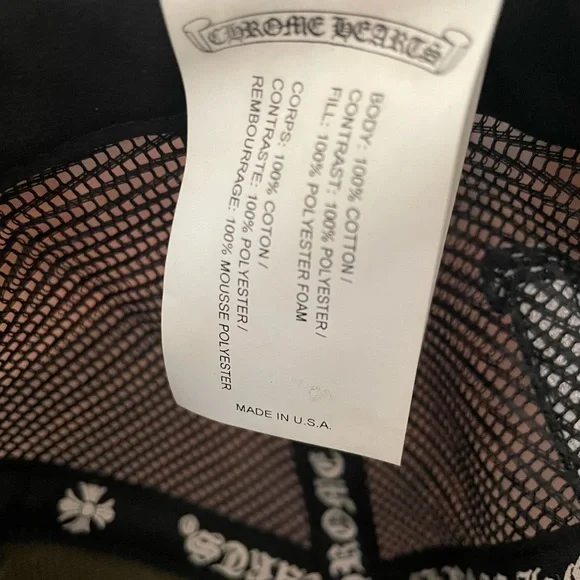 CHROME HEARTS
BODY: 100% COTTON /
CONTRAST: 100% POLYESTER /
FILL: 100% POLYESTER FOAM
CORPS: 100% COTON /
CONTRASTE: 100% POLYESTER /
REMBOURRAGE: 100% MOUSSE POLYESTER
MADE IN U.S.A.